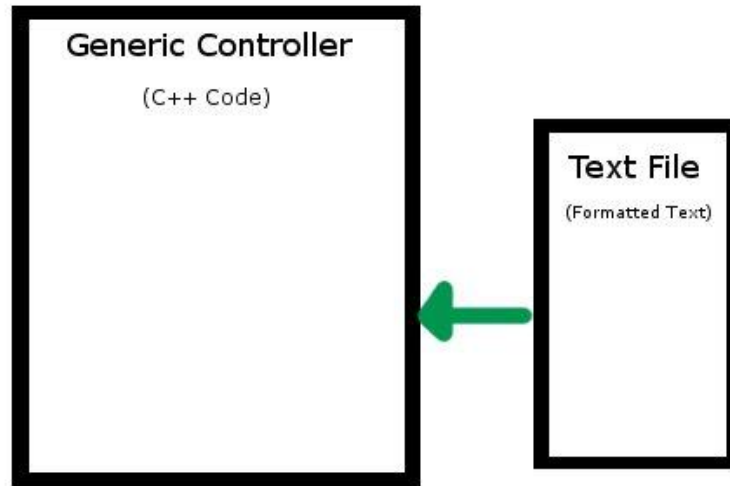 Generic Controller
(C++ Code)
Text File
(Formatted Text)